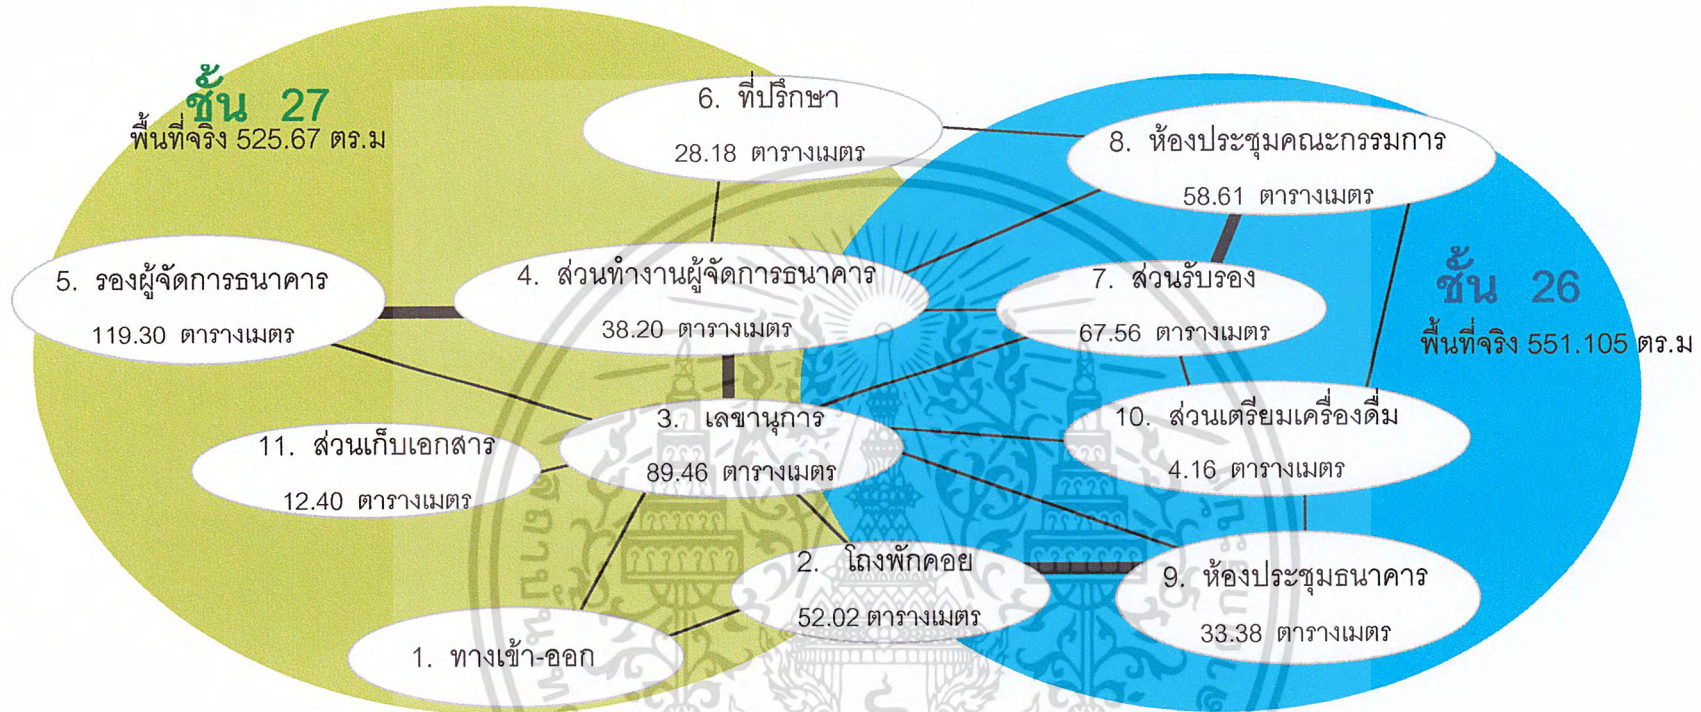 ชั้น 27
พื้นที่จริง 525.67 ตร.ม
6. ที่ปรึกษา
28.18 ตารางเมตร
8. ห้องประชุมคณะกรรมการ
58.61 ตารางเมตร
5. รองผู้จัดการธนาคาร
119.30 ตารางเมตร
4. ส่วนทำงานผู้จัดการธนาคาร
38.20 ตารางเมตร
7. ส่วนรับรอง
67.56 ตารางเมตร
ชั้น 26
พื้นที่จริง 551.105 ตร.ม
11. ส่วนเก็บเอกสาร
12.40 ตารางเมตร
3. เลขานุการ
89.46 ตารางเมตร
10. ส่วนเตรียมเครื่องดื่ม
4.16 ตารางเมตร
2. โถงพักคอย
52.02 ตารางเมตร
9. ห้องประชุมธนาคาร
33.38 ตารางเมตร
1. ทางเข้า-ออก